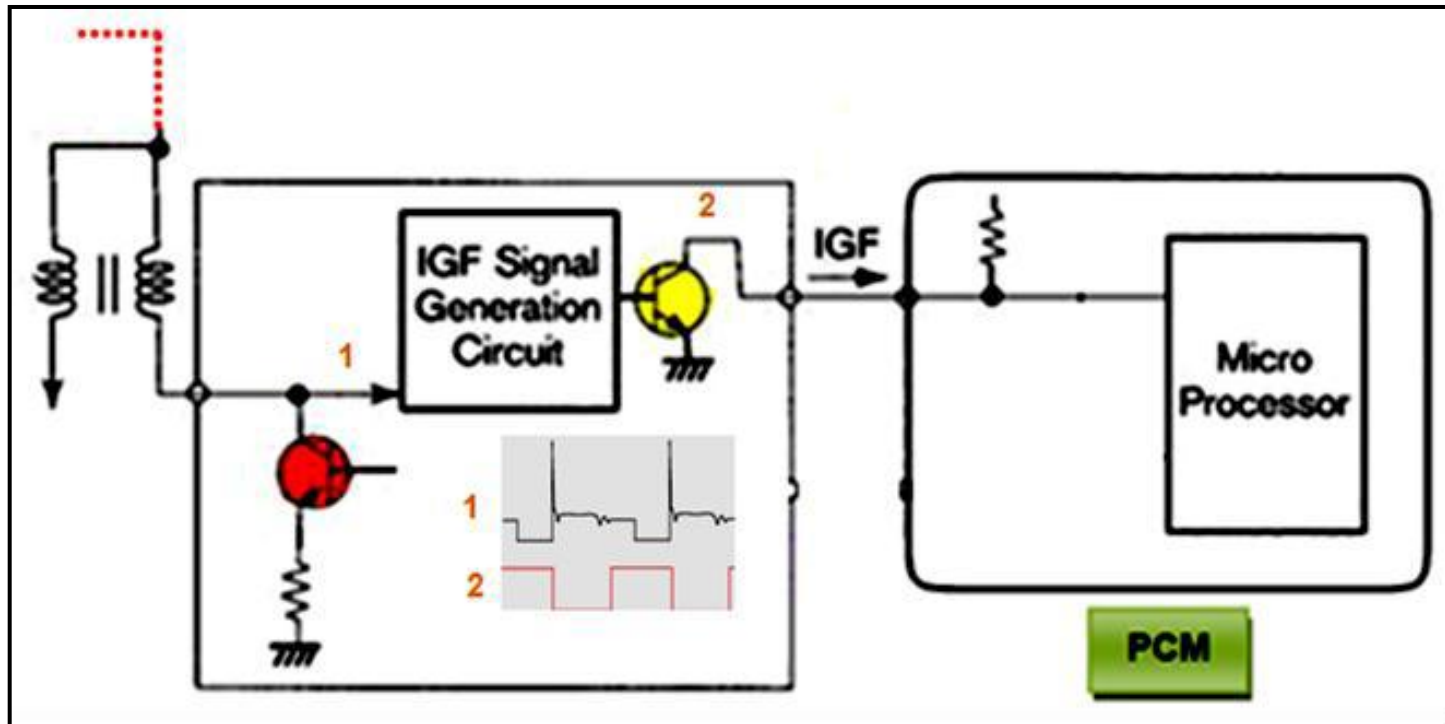 2
IGF Signal
Generation
Circuit
IGF
1
Micro
Processor
1
2
PCM